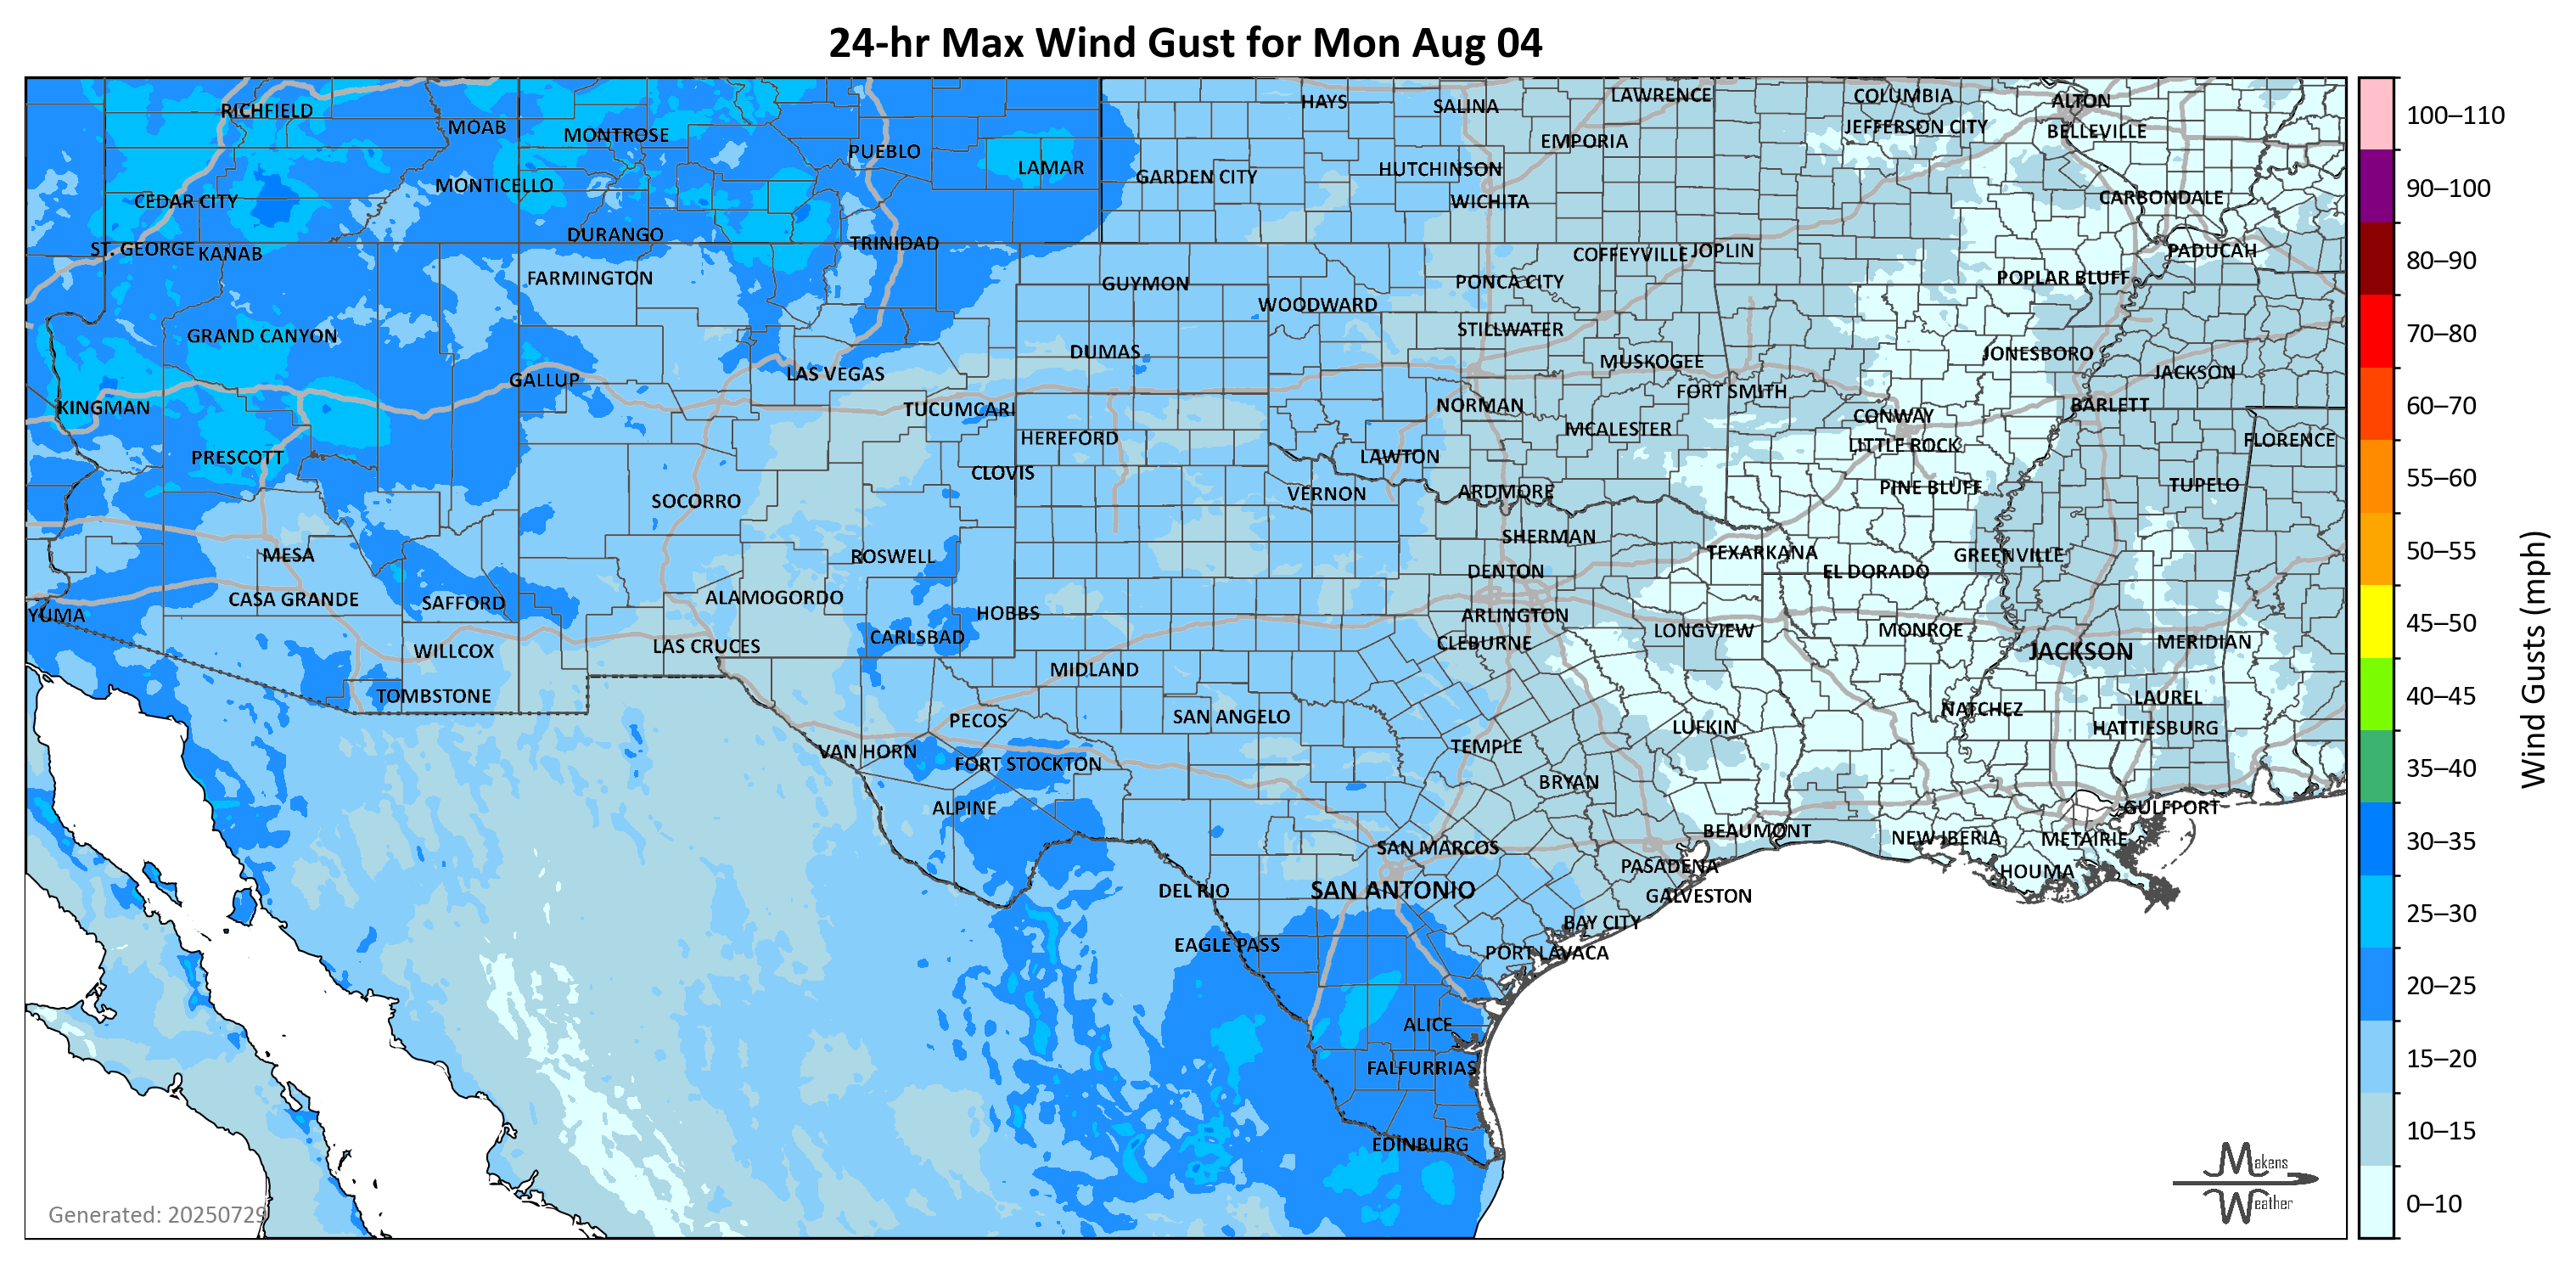 24-hr Max Wind Gust for Mon Aug 04
RICHFIELD
MOAB
MONTROSE
PUEBLO
LAMAR
HAYS
SALINA
LAWRENCE
COLUMBIA
ALTON
EMPORIA
JEFFERSON CITY
BELLEVILLE
GARDEN CITY
HUTCHINSON
MONTICELLO
CEDAR CITY
WICHITA
CARBONDALE
DURANGO
TRINIDAD
ST. GEORGE
KANAB
COFFEYVILLE
JOPLIN
PADUCAH
FARMINGTON
GUYMON
PONCA CITY
POPLAR BLUFF
WOODWARD
GRAND CANYON
STILLWATER
DUMAS
MUSKOGEE
JONESBORO
GALLUP
LAS VEGAS
JACKSON
FORT SMITH
KINGMAN
TUCUMCARI
NORMAN
CONWAY
BARLETT
HEREFORD
MCALESTER
LITTLE ROCK
FLORENCE
PRESCOTT
LAWTON
CLOVIS
SOCORRO
VERNON
ARDMORE
PINE BLUFF
TUPELO
MESA
ROSWELL
SHERMAN
TEXARKANA
GREENVILLE
DENTON
EL DORADO
CASA GRANDE
SAFFORD
ALAMOGORDO
YUMA
HOBBS
ARLINGTON
CARLSBAD
CLEBURNE
LONGVIEW
MONROE
WILLCOX
LAS CRUCES
JACKSON
MERIDIAN
MIDLAND
TOMBSTONE
LAUREL
PECOS
SAN ANGELO
NATCHEZ
LUFKIN
HATTIESBURG
VAN HORN
TEMPLE
FORT STOCKTON
BRYAN
ALPINE
GULFPORT
BEAUMONT
NEW IBERIA
METAIRIE
SAN MARCOS
PASADENA
HOUMA
DEL RIO
SAN ANTONIO
GALVESTON
BAY CITY
EAGLE PASS
PORT LAVACA
ALICE
FALFURRIAS
EDINBURG
Generated: 20250729
Makens
Weather
100–110
90–100
80–90
70–80
60–70
55–60
50–55
45–50
40–45
35–40
30–35
25–30
20–25
15–20
10–15
0–10
Wind Gusts (mph)